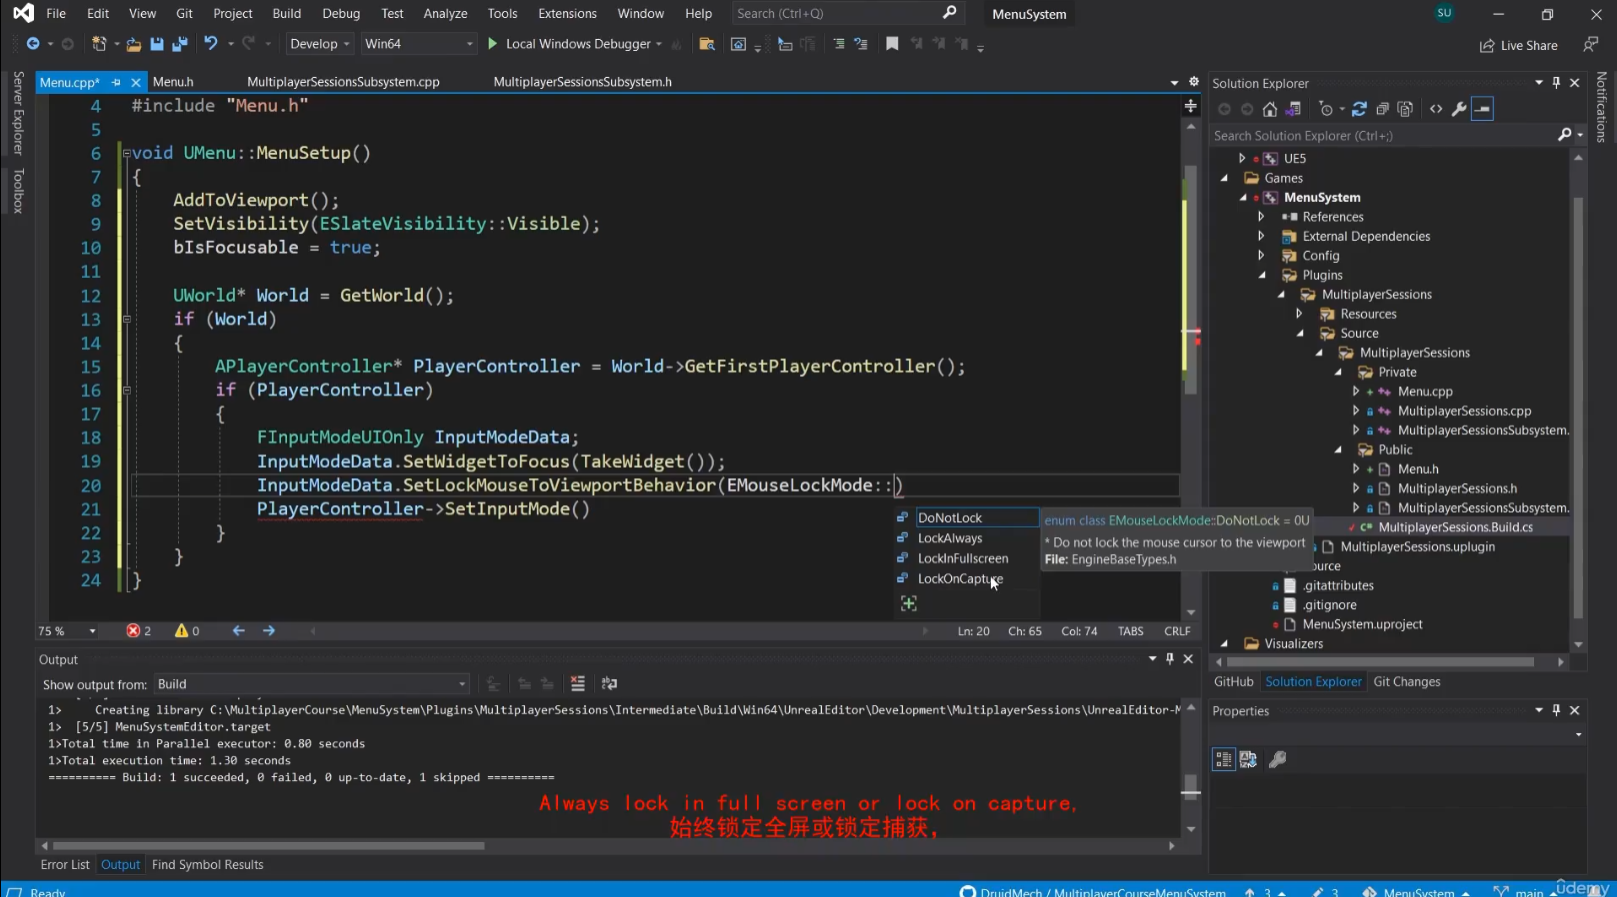 File Edit View Git Project Build Debug Test Analyze Tools Extensions Window Help Search (Ctrl+Q) MenuSystem SU
Develop Win64 Local Windows Debugger Live Share
Server Explorer
Toolbox
Notifications
Menu.cpp* Menu.h MultiplayerSessionsSubsystem.cpp MultiplayerSessionsSubsystem.h
4 #include "Menu.h"
5
6 void UMenu::MenuSetup()
7 {
8 AddToViewport();
9 SetVisibility(ESlateVisibility::Visible);
10 bIsFocusable = true;
11
12 UWorld* World = GetWorld();
13 if (World)
14 {
15 APlayerController* PlayerController = World->GetFirstPlayerController();
16 if (PlayerController)
17 {
18 FInputModeUIOnly InputModeData;
19 InputModeData.SetWidgetToFocus(TakeWidget());
20 InputModeData.SetLockMouseToViewportBehavior(EMouseLockMode::)
21 PlayerController->SetInputMode()
22 }
23 }
24 }
DoNotLock
LockAlways
LockInFullscreen
LockOnCapture
enum class EMouseLockMode::DoNotLock = 0U
* Do not lock the mouse cursor to the viewport
File: EngineBaseTypes.h
75 % 2 0 Ln: 20 Ch: 65 Col: 74 TABS CRLF
Output
Show output from: Build
1> Creating library C:\MultiplayerCourse\MenuSystem\Plugins\MultiplayerSessions\Intermediate\Build\Win64\UnrealEditor\Development\MultiplayerSessions\UnrealEditor-M
1> [5/5] MenuSystemEditor.target
1>Total time in Parallel executor: 0.80 seconds
1>Total execution time: 1.30 seconds
========== Build: 1 succeeded, 0 failed, 0 up-to-date, 1 skipped ==========
Always lock in full screen or lock on capture,
始终锁定全屏或锁定捕获，
Error List Output Find Symbol Results
Solution Explorer
Search Solution Explorer (Ctrl+;)
UE5
Games
MenuSystem
References
External Dependencies
Config
Plugins
MultiplayerSessions
Resources
Source
MultiplayerSessions
Private
Menu.cpp
MultiplayerSessions.cpp
MultiplayerSessionsSubsystem.
Public
Menu.h
MultiplayerSessions.h
MultiplayerSessionsSubsystem.
MultiplayerSessions.Build.cs
MultiplayerSessions.uplugin
ource
.gitattributes
.gitignore
MenuSystem.uproject
Visualizers
GitHub Solution Explorer Git Changes
Properties
Ready DruidMech / MultiplayerCourseMenuSystem 3 3 MenuSystem main
udemy